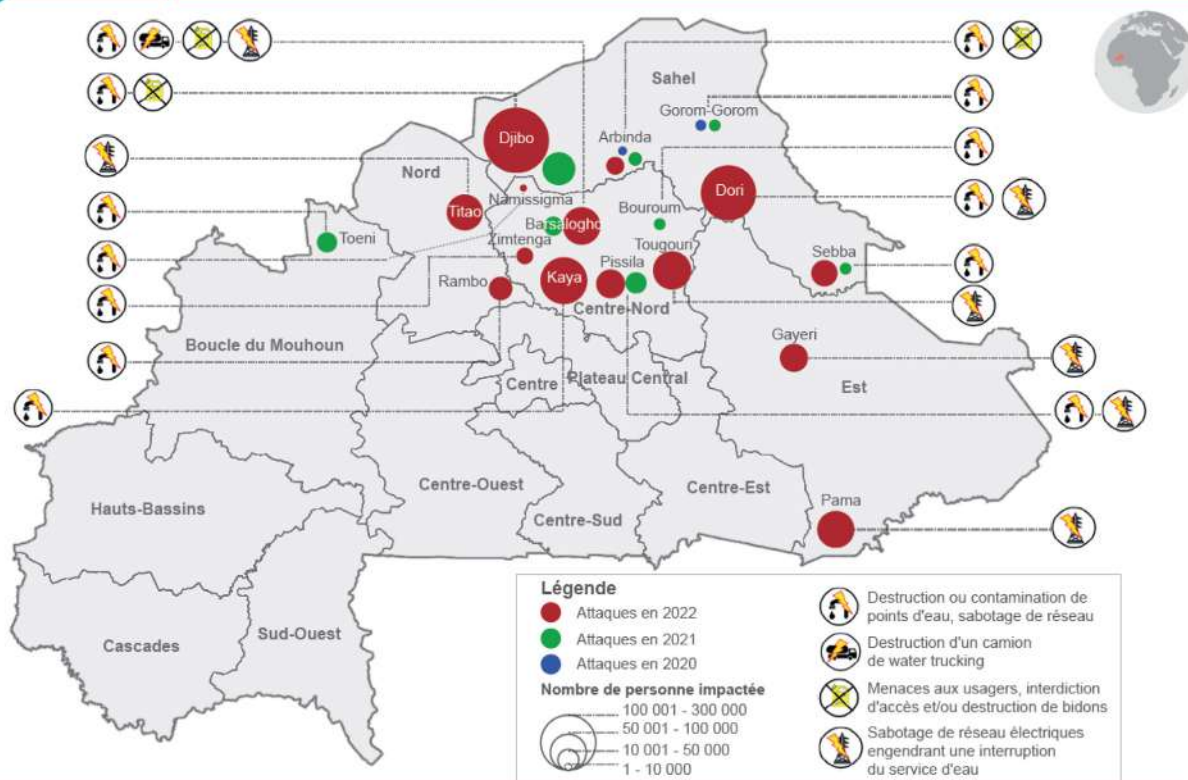 Sahel
Gorom-Gorom
Arbinda
Djibo
Nord
Dori
Namissigma
Bouroum
Titao
Barsalogho
Toeni
Zimtenga
Tougouri
Sebba
Pissila
Kaya
Rambo
Centre-Nord
Gayeri
Boucle du Mouhoun
Centre
Plateau Central
Est
Centre-Ouest
Centre-Est
Hauts-Bassins
Pama
Centre-Sud
Sud-Ouest
Cascades
Légende
Attaques en 2022
Attaques en 2021
Attaques en 2020
Nombre de personne impactée
100 001 - 300 000
50 001 - 100 000
10 001 - 50 000
1 - 10 000
Destruction ou contamination de
points d'eau, sabotage de réseau
Destruction d'un camion
de water trucking
Menaces aux usagers, interdiction
d'accès et/ou destruction de bidons
Sabotage de réseau électriques
engendrant une interruption
du service d'eau